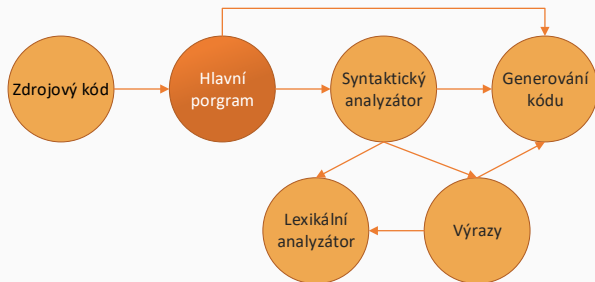 Zdrojový kód
Hlavní
porgram
Syntaktický
analyzátor
Generování
kódu
Lexikální
analyzátor
Výrazy